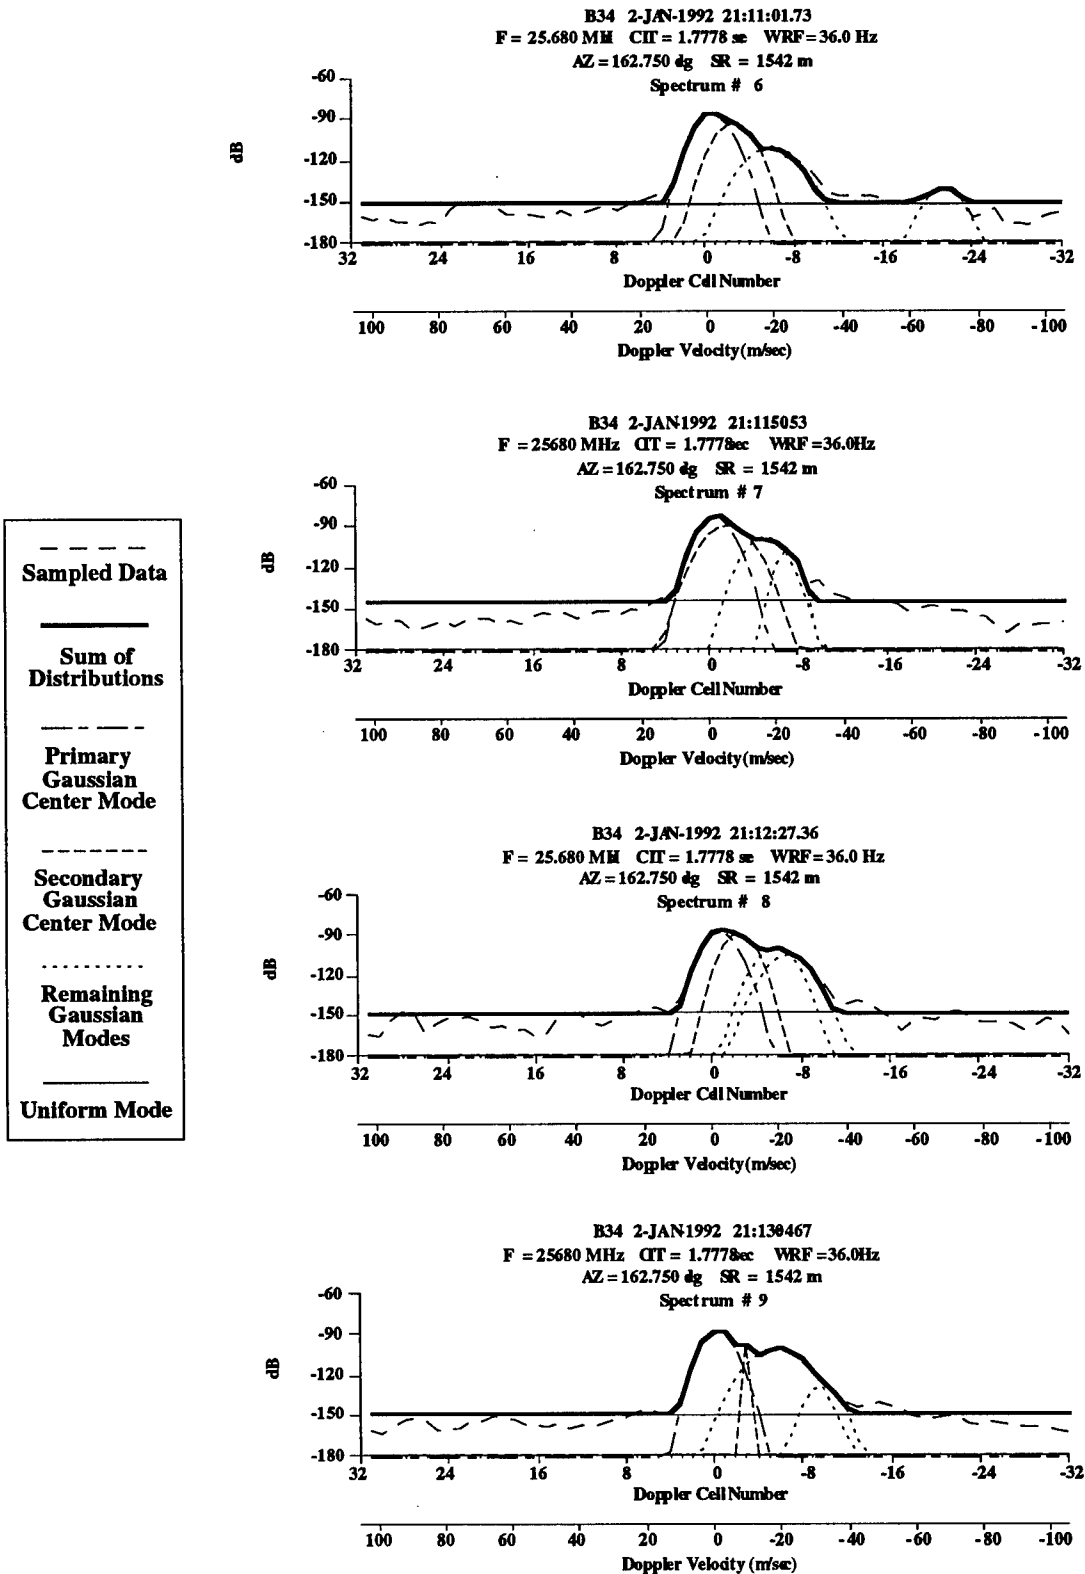 B34 2-JAN-1992 21:11:01.73
F = 25.680 MH CIT = 1.7778 se WRF=36.0 Hz
AZ=162.750 dg SR = 1542 m
Spectrum # 6
-60
-90
-120
-150
-180
dB
32 24 16 8 0 -8 -16 -24 -32
Doppler Cell Number
100 80 60 40 20 0 -20 -40 -60 -80 -100
Doppler Velocity (m/sec)
B34 2-JAN-1992 21:115053
F =25680 MHz CIT = 1.7778sec WRF=36.0Hz
AZ=162.750 dg SR = 1542 m
Spectrum # 7
-60
-90
-120
-150
-180
dB
32 24 16 8 0 -8 -16 -24 -32
Doppler Cell Number
100 80 60 40 20 0 -20 -40 -60 -80 -100
Doppler Velocity (m/sec)
Sampled Data
Sum of
Distributions
Primary
Gaussian
Center Mode
Secondary
Gaussian
Center Mode
Remaining
Gaussian
Modes
Uniform Mode
B34 2-JAN-1992 21:12:27.36
F = 25.680 MH CIT = 1.7778 se WRF=36.0 Hz
AZ=162.750 dg SR = 1542 m
Spectrum # 8
-60
-90
-120
-150
-180
dB
32 24 16 8 0 -8 -16 -24 -32
Doppler Cell Number
100 80 60 40 20 0 -20 -40 -60 -80 -100
Doppler Velocity (m/sec)
B34 2-JAN-1992 21:130467
F =25680 MHz CIT = 1.7778sec WRF=36.0Hz
AZ=162.750 dg SR = 1542 m
Spectrum # 9
-60
-90
-120
-150
-180
dB
32 24 16 8 0 -8 -16 -24 -32
Doppler Cell Number
100 80 60 40 20 0 -20 -40 -60 -80 -100
Doppler Velocity (m/sec)